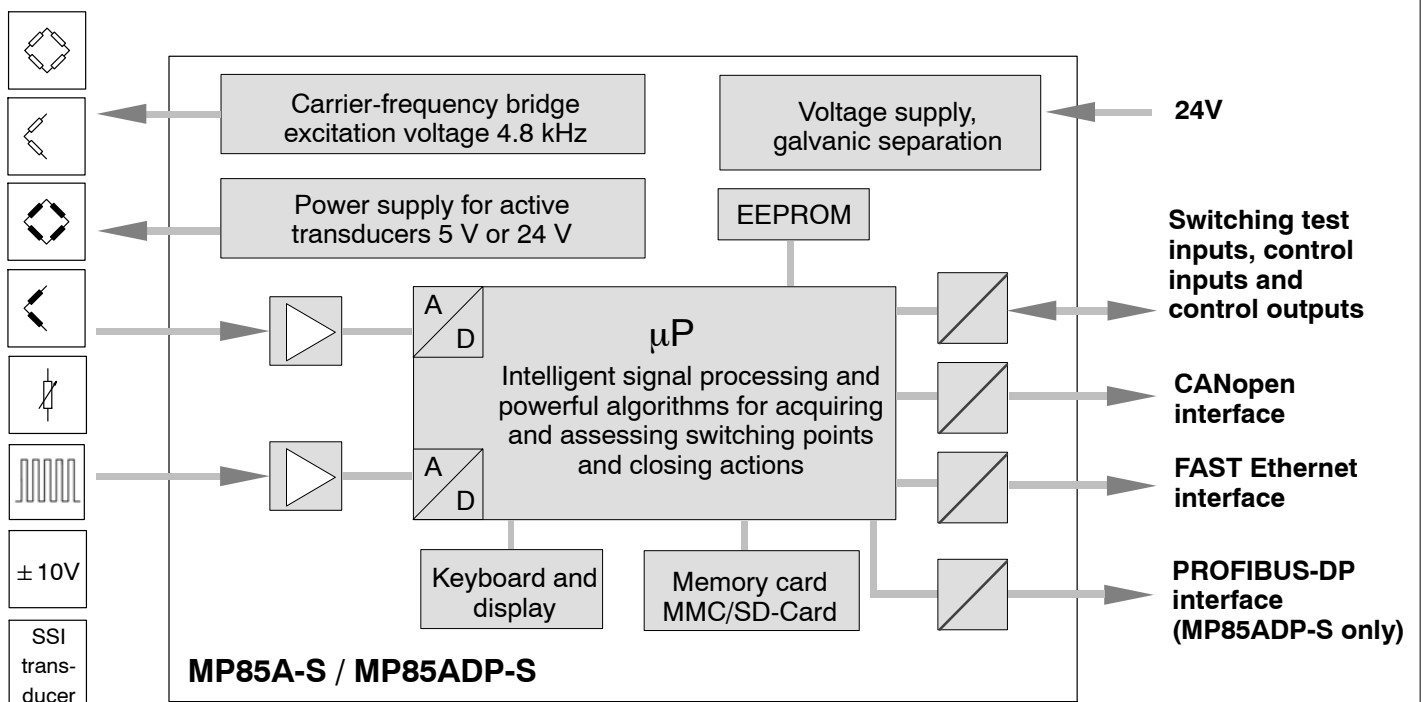 Carrier-frequency bridge
excitation voltage 4.8 kHz
Voltage supply,
galvanic separation
24V
Power supply for active
transducers 5 V or 24 V
EEPROM
Switching test
inputs, control
inputs and
control outputs
A
D
μP
Intelligent signal processing and
powerful algorithms for acquiring
and assessing switching points
and closing actions
CANopen
interface
A
D
FAST Ethernet
interface
± 10V
Keyboard and
display
Memory card
MMC/SD-Card
PROFIBUS-DP
interface
(MP85ADP-S only)
SSI
trans-
ducer
MP85A-S / MP85ADP-S